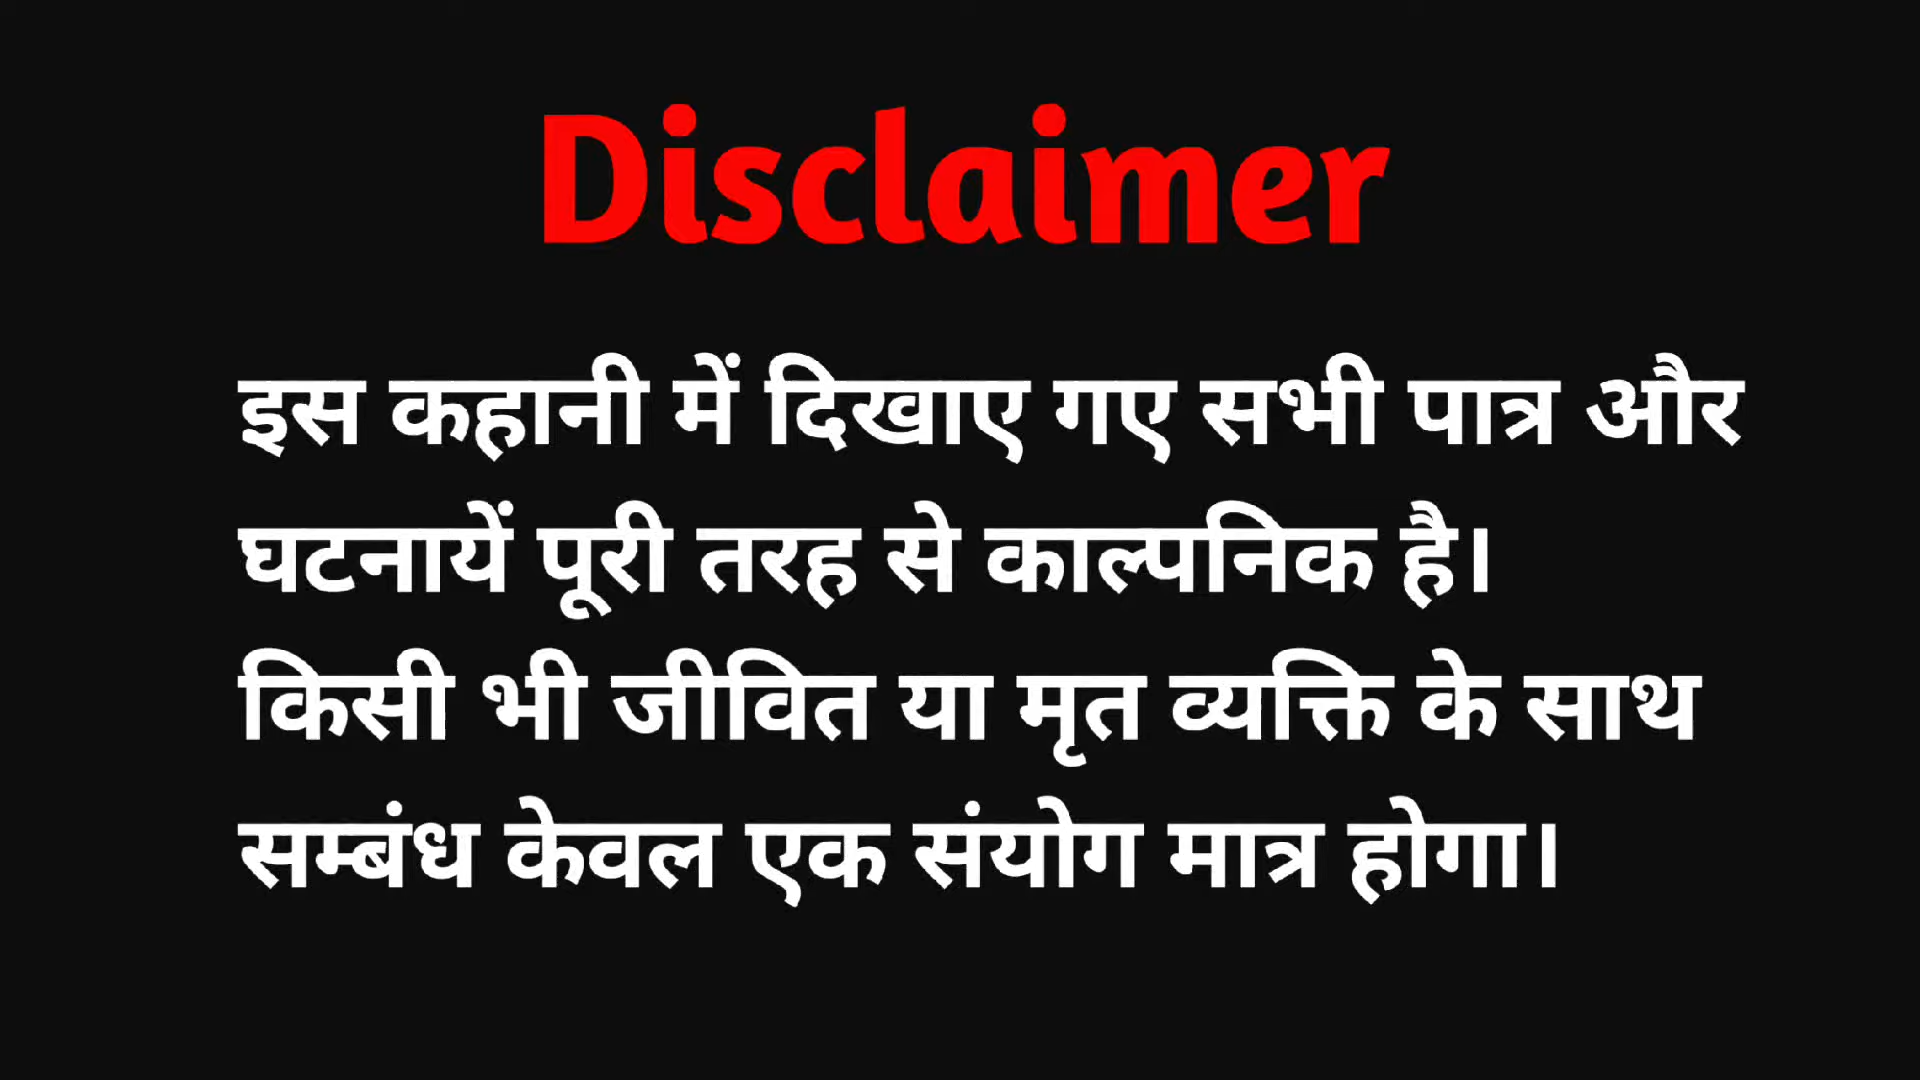 Disclaimer
इस कहानी में दिखाए गए सभी पात्र और
घटनायें पूरी तरह से काल्पनिक है।
किसी भी जीवित या मृत व्यक्ति के साथ
सम्बंध केवल एक संयोग मात्र होगा।